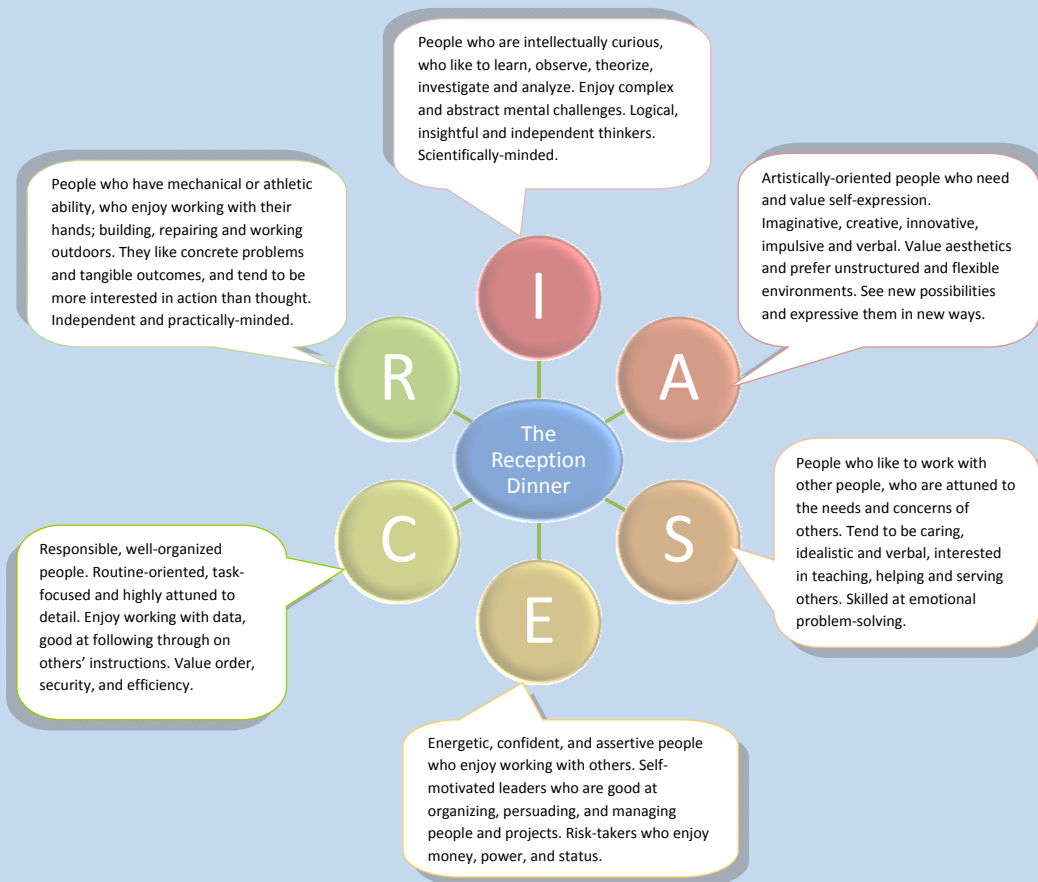 People who are intellectually curious,
who like to learn, observe, theorize,
investigate and analyze. Enjoy complex
and abstract mental challenges. Logical,
insightful and independent thinkers.
Scientifically-minded.
People who have mechanical or athletic
ability, who enjoy working with their
hands; building, repairing and working
outdoors. They like concrete problems
and tangible outcomes, and tend to be
more interested in action than thought.
Independent and practically-minded.
Artistically-oriented people who need
and value self-expression.
Imaginative, creative, innovative,
impulsive and verbal. Value aesthetics
and prefer unstructured and flexible
environments. See new possibilities
and expressive them in new ways.
I
R
A
The
Reception
Dinner
C
S
E
People who like to work with
other people, who are attuned to
the needs and concerns of
others. Tend to be caring,
idealistic and verbal, interested
in teaching, helping and serving
others. Skilled at emotional
problem-solving.
Responsible, well-organized
people. Routine-oriented, task-
focused and highly attuned to
detail. Enjoy working with data,
good at following through on
others’ instructions. Value order,
security, and efficiency.
Energetic, confident, and assertive people
who enjoy working with others. Self-
motivated leaders who are good at
organizing, persuading, and managing
people and projects. Risk-takers who enjoy
money, power, and status.